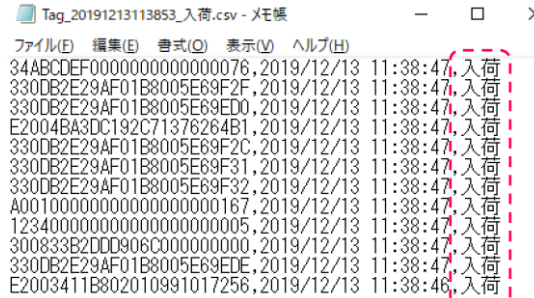 Tag_20191213113853_入荷.csv - メモ帳
ファイル(F) 編集(E) 書式(O) 表示(V) ヘルプ(H)
34ABCDEF0000000000000076,2019/12/13 11:38:47,入荷
330DB2E29AF01B8005E69F2F,2019/12/13 11:38:47,入荷
330DB2E29AF01B8005E69ED0,2019/12/13 11:38:47,入荷
E2004BA3DC192C71376264B1,2019/12/13 11:38:47,入荷
330DB2E29AF01B8005E69F2C,2019/12/13 11:38:47,入荷
330DB2E29AF01B8005E69F31,2019/12/13 11:38:47,入荷
330DB2E29AF01B8005E69F32,2019/12/13 11:38:47,入荷
A00100000000000000000167,2019/12/13 11:38:47,入荷
123400000000000000000005,2019/12/13 11:38:47,入荷
300833B2DDD906C000000000,2019/12/13 11:38:47,入荷
330DB2E29AF01B8005E69EDE,2019/12/13 11:38:47,入荷
E2003411B802010991017256,2019/12/13 11:38:46,入荷